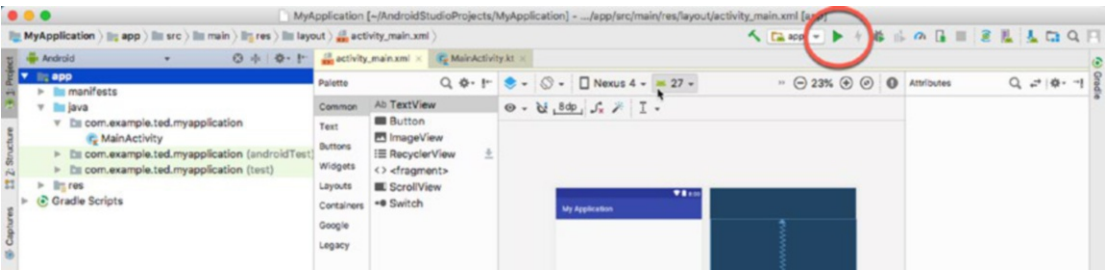 MyApplication [~/AndroidStudioProjects/MyApplication] - .../app/src/main/res/layout/activity_main.xml [app]
MyApplication app src main res layout activity_main.xml
app
1: Project
Android
activity_main.xml
MainActivity.kt
app
manifests
java
com.example.ted.myapplication
MainActivity
com.example.ted.myapplication (androidTest)
com.example.ted.myapplication (test)
res
Gradle Scripts
Z: Structure
Captures
Palette
Common
Text
Buttons
Widgets
Layouts
Containers
Google
Legacy
Ab TextView
Button
ImageView
RecyclerView
<> <fragment>
ScrollView
Switch
Nexus 4
27
23%
8dp
Attributes
Gradle
My Application
8:00